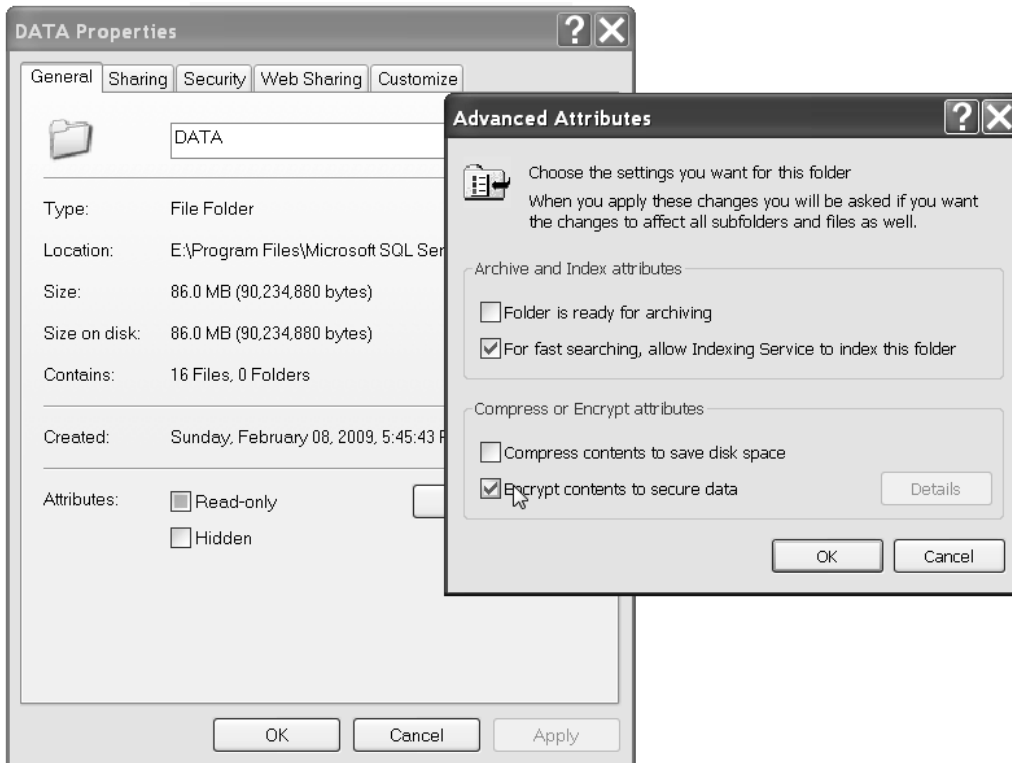 DATA Properties
General Sharing Security Web Sharing Customize
DATA
Type: File Folder
Location: E:\Program Files\Microsoft SQL Ser
Size: 86.0 MB (90,234,880 bytes)
Size on disk: 86.0 MB (90,234,880 bytes)
Contains: 16 Files, 0 Folders
Created: Sunday, February 08, 2009, 5:45:43 P
Attributes: Read-only
Hidden
OK Cancel Apply
Advanced Attributes
Choose the settings you want for this folder
When you apply these changes you will be asked if you want
the changes to affect all subfolders and files as well.
Archive and Index attributes
Folder is ready for archiving
For fast searching, allow Indexing Service to index this folder
Compress or Encrypt attributes
Compress contents to save disk space
Encrypt contents to secure data Details
OK Cancel